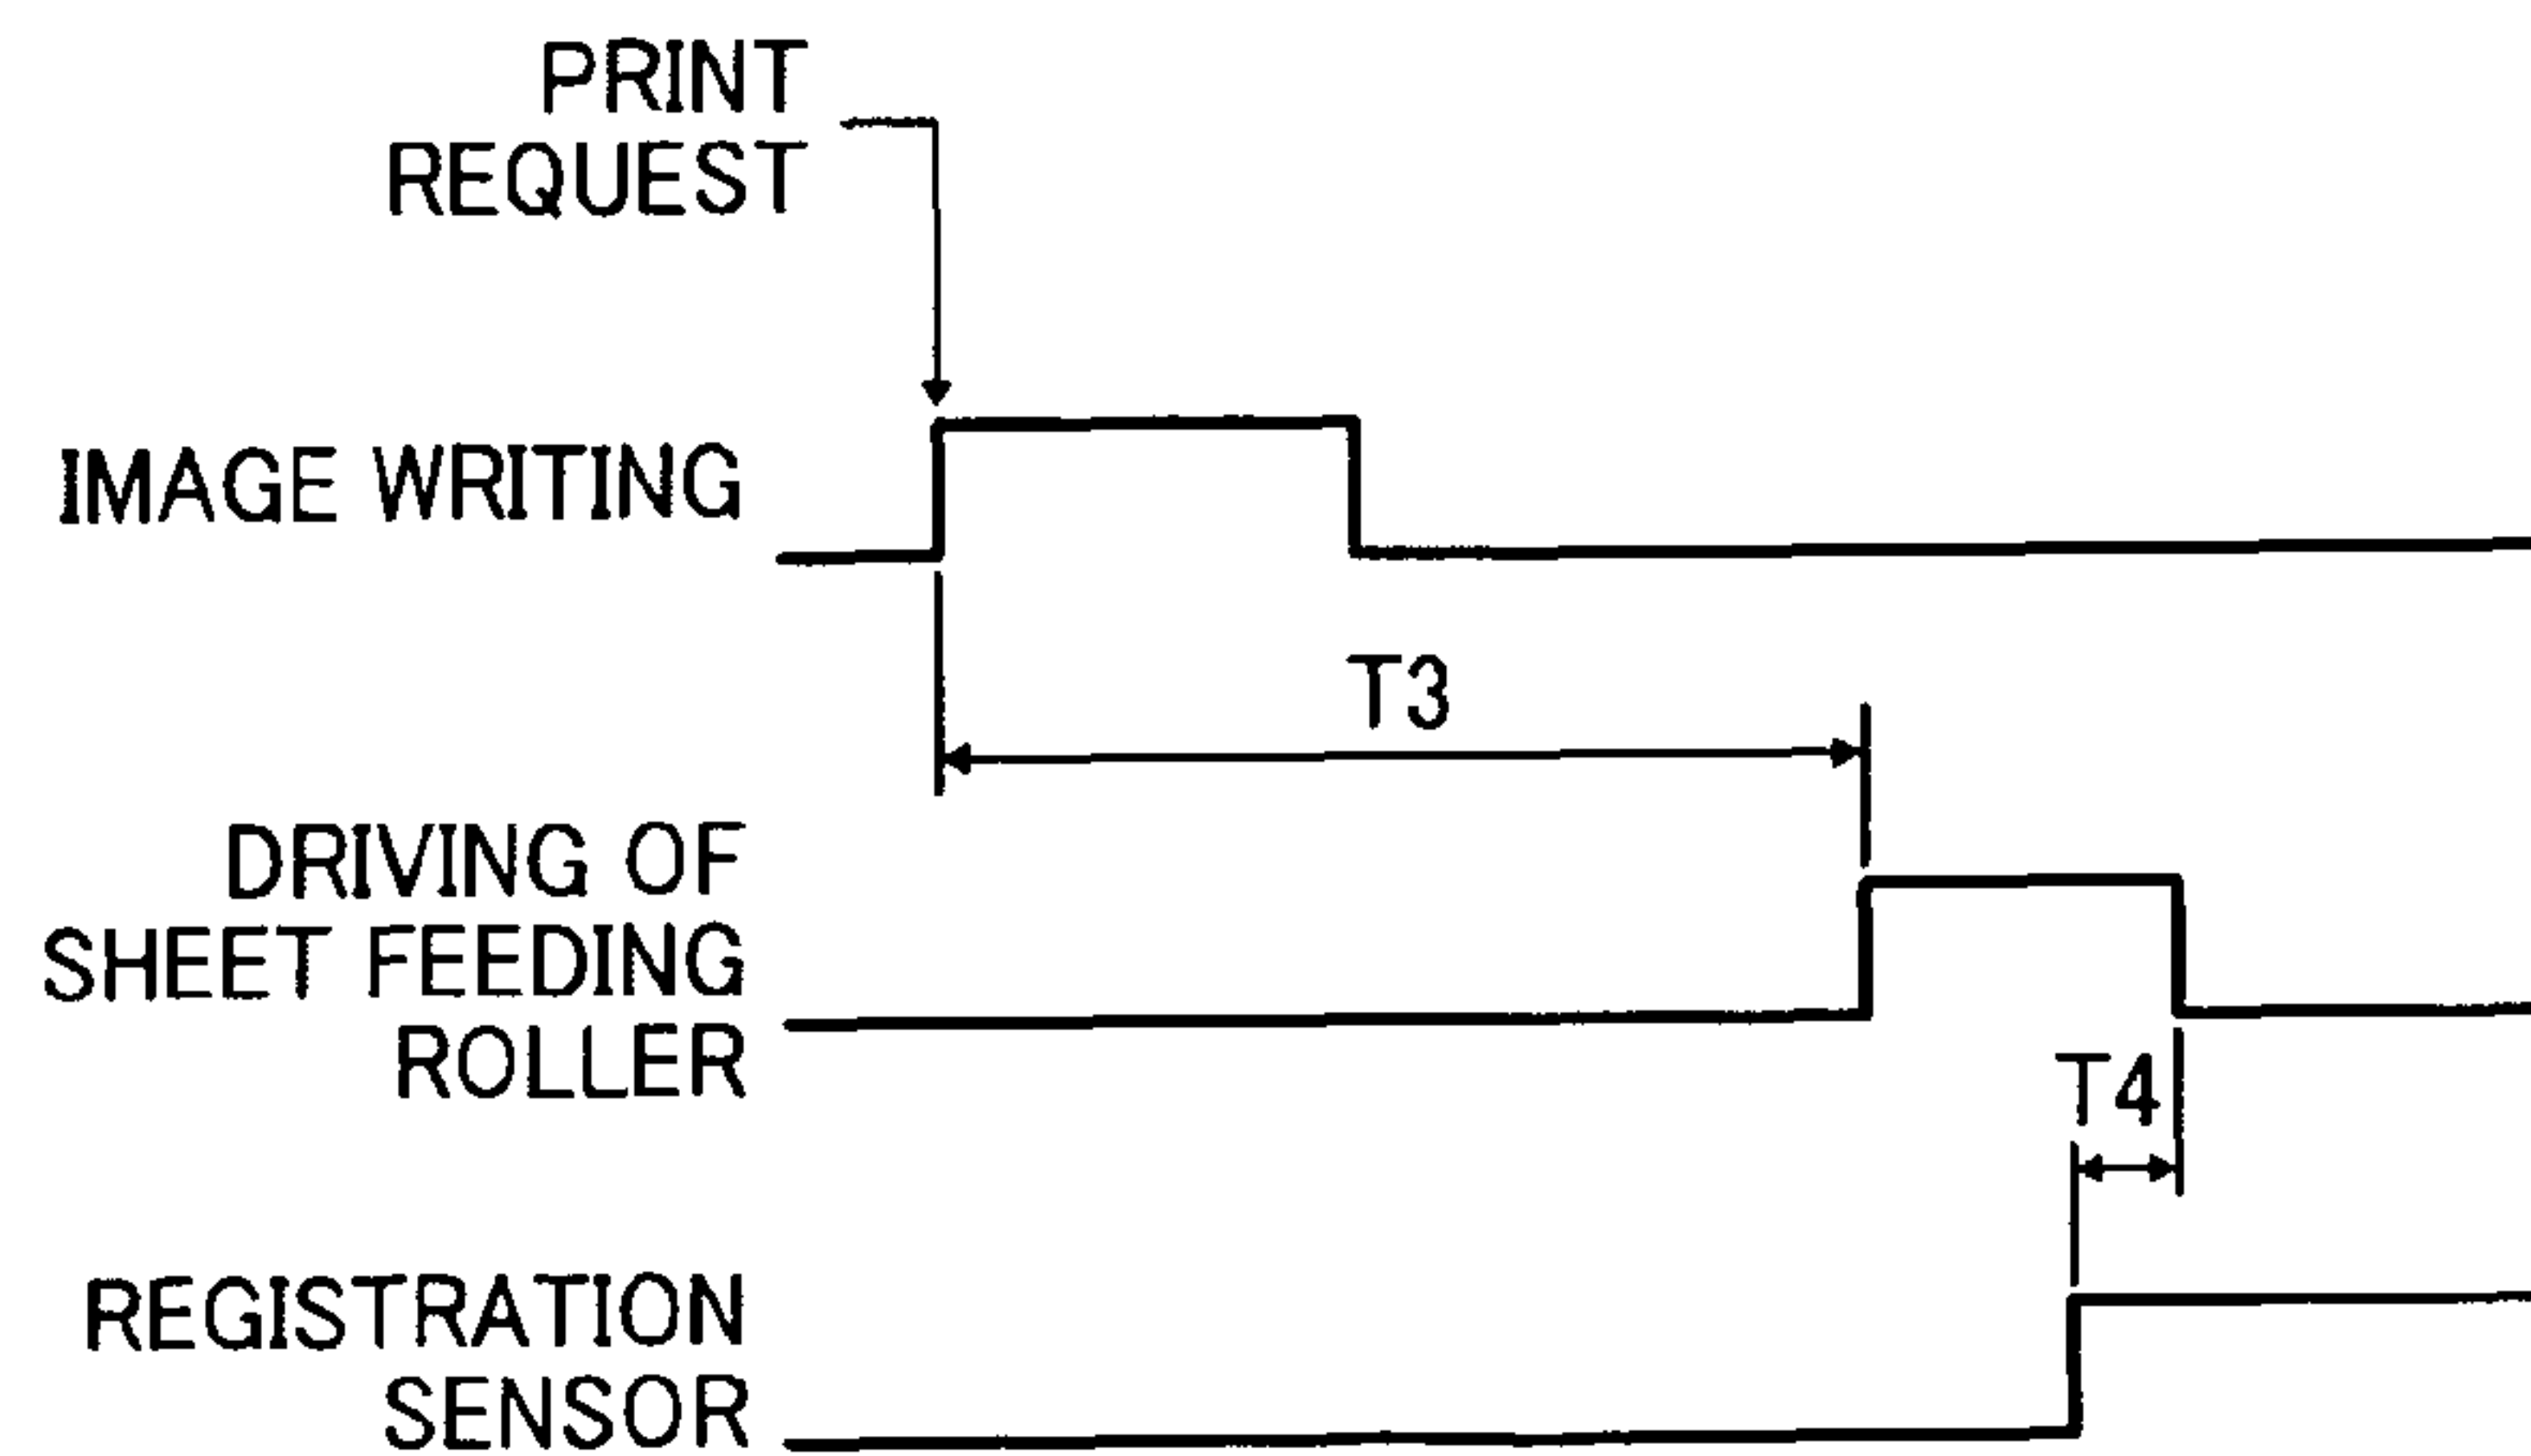 PRINT
REQUEST
IMAGE WRITING
T3
DRIVING OF
SHEET FEEDING
ROLLER
T4
REGISTRATION
SENSOR